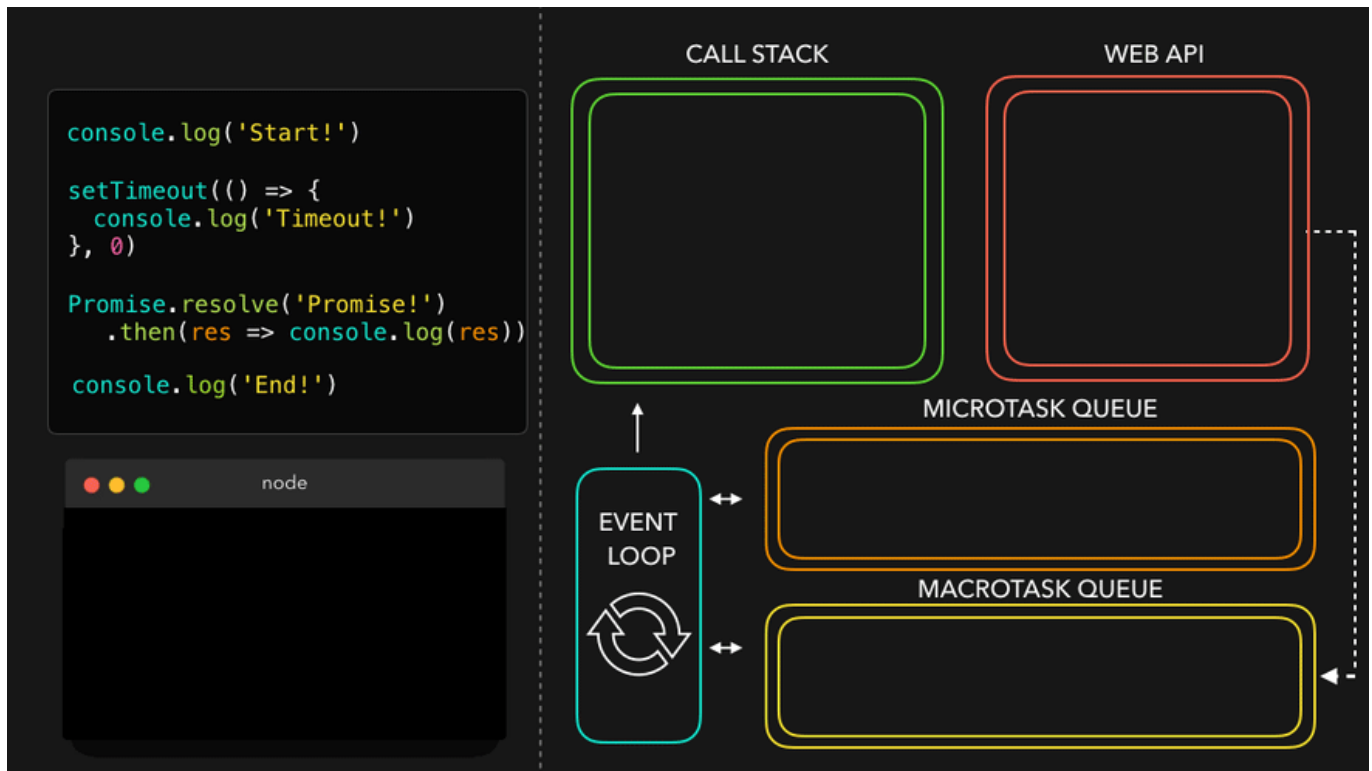 console.log('Start!')
setTimeout(() => {
console.log('Timeout!')
}, 0)
Promise.resolve('Promise!')
.then(res => console.log(res))
console.log('End!')
node
CALL STACK
WEB API
MICROTASK QUEUE
EVENT
LOOP
MACROTASK QUEUE